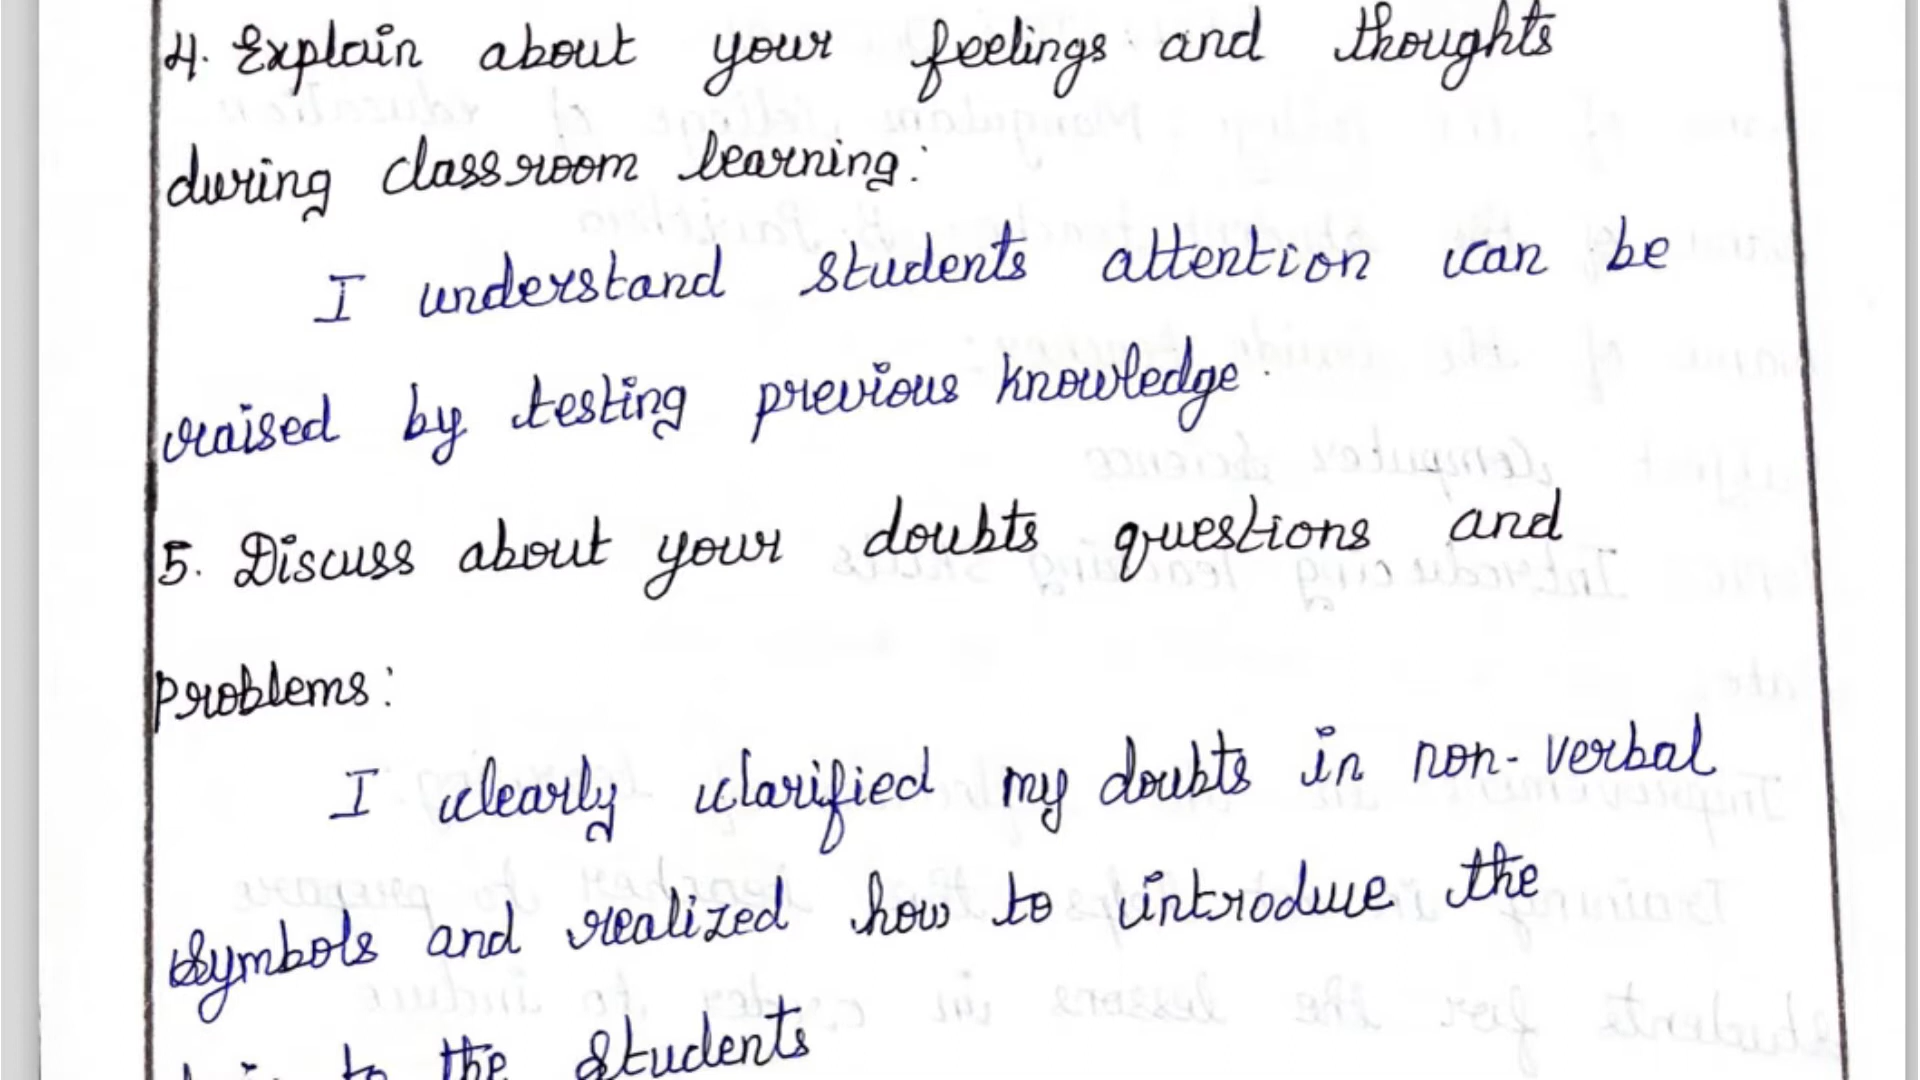 4. Explain about your feelings and thoughts
during classroom learning:
I understand students attention can be
raised by testing previous knowledge.
5. Discuss about your doubts questions and
problems:
I clearly clarified my doubts in non-verbal
symbols and realized how to introduce the
to the students